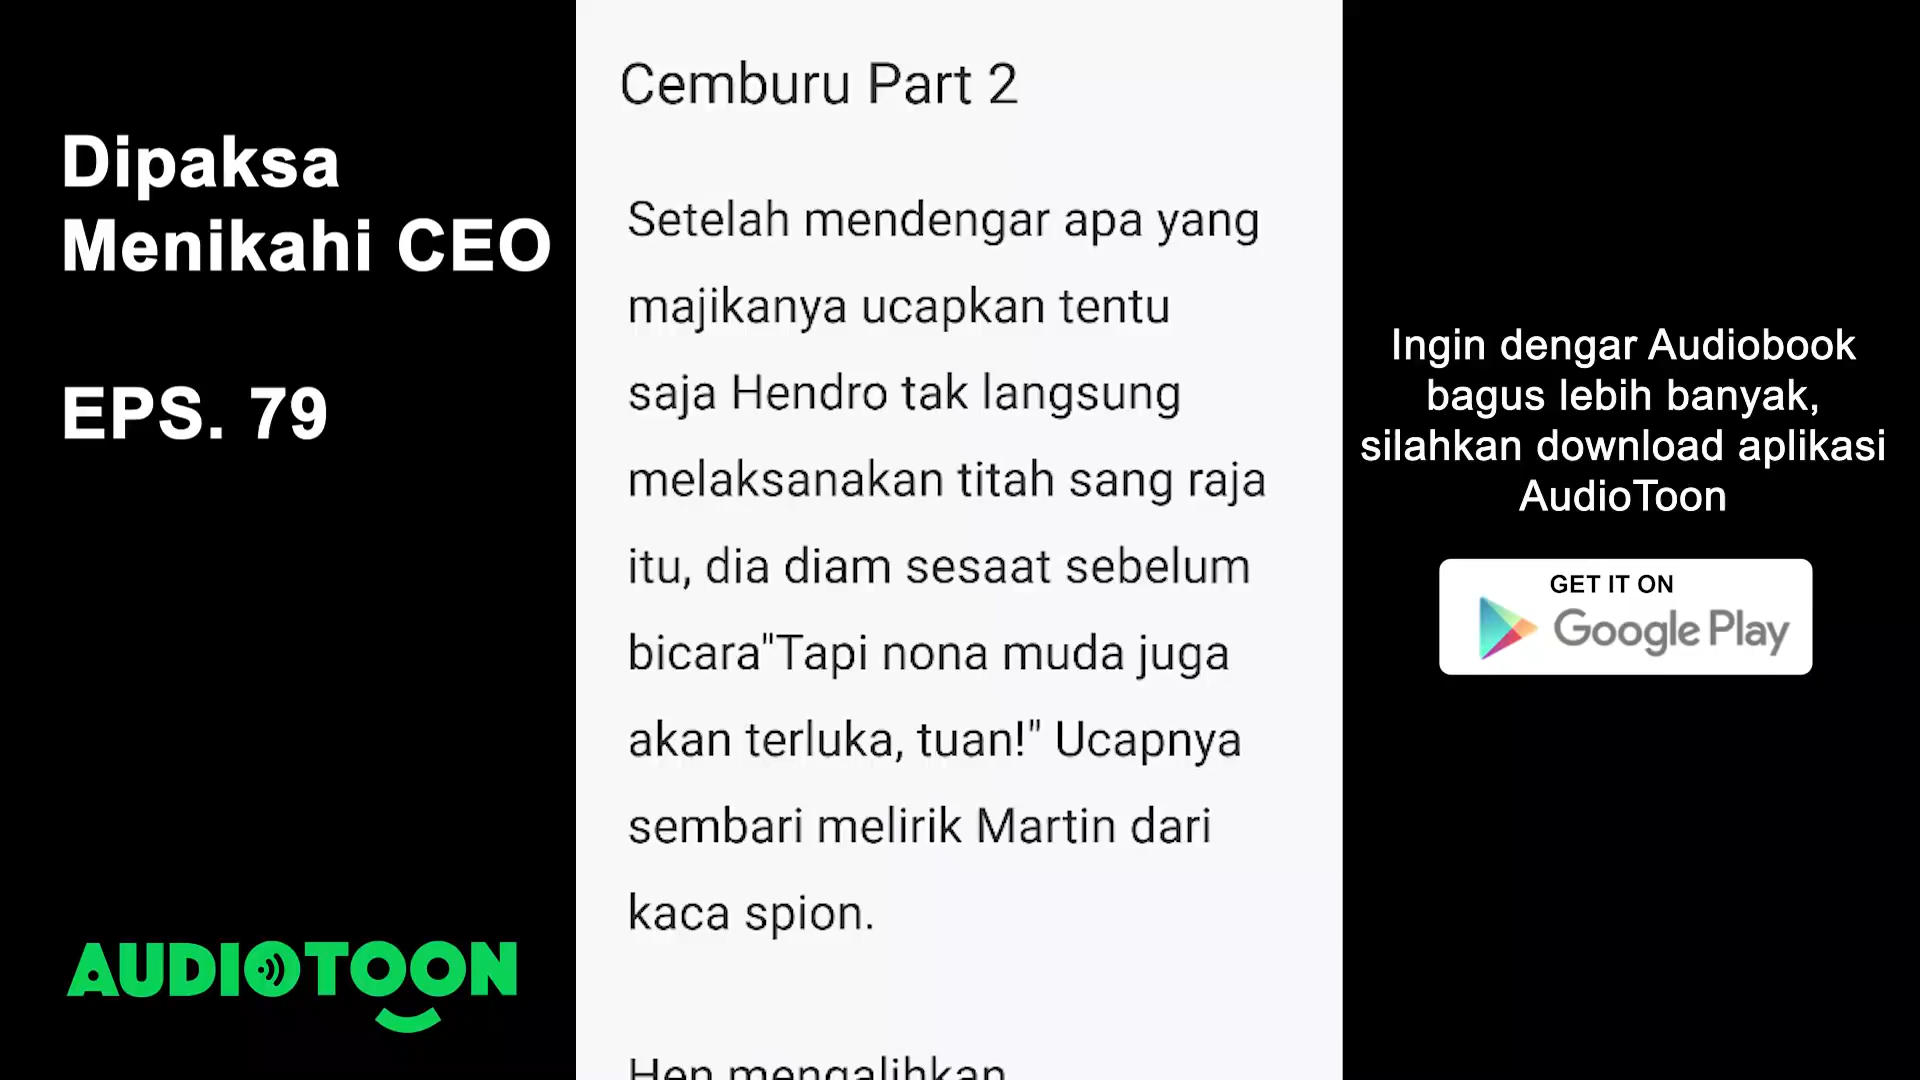 Dipaksa
Menikahi CEO
EPS. 79
AUDIOTOON
Cemburu Part 2
Setelah mendengar apa yang
majikanya ucapkan tentu
saja Hendro tak langsung
melaksanakan titah sang raja
itu, dia diam sesaat sebelum
bicara"Tapi nona muda juga
akan terluka, tuan!" Ucapnya
sembari melirik Martin dari
kaca spion.
Hen mengalihkan
Ingin dengar Audiobook
bagus lebih banyak,
silahkan download aplikasi
AudioToon
GET IT ON
Google Play